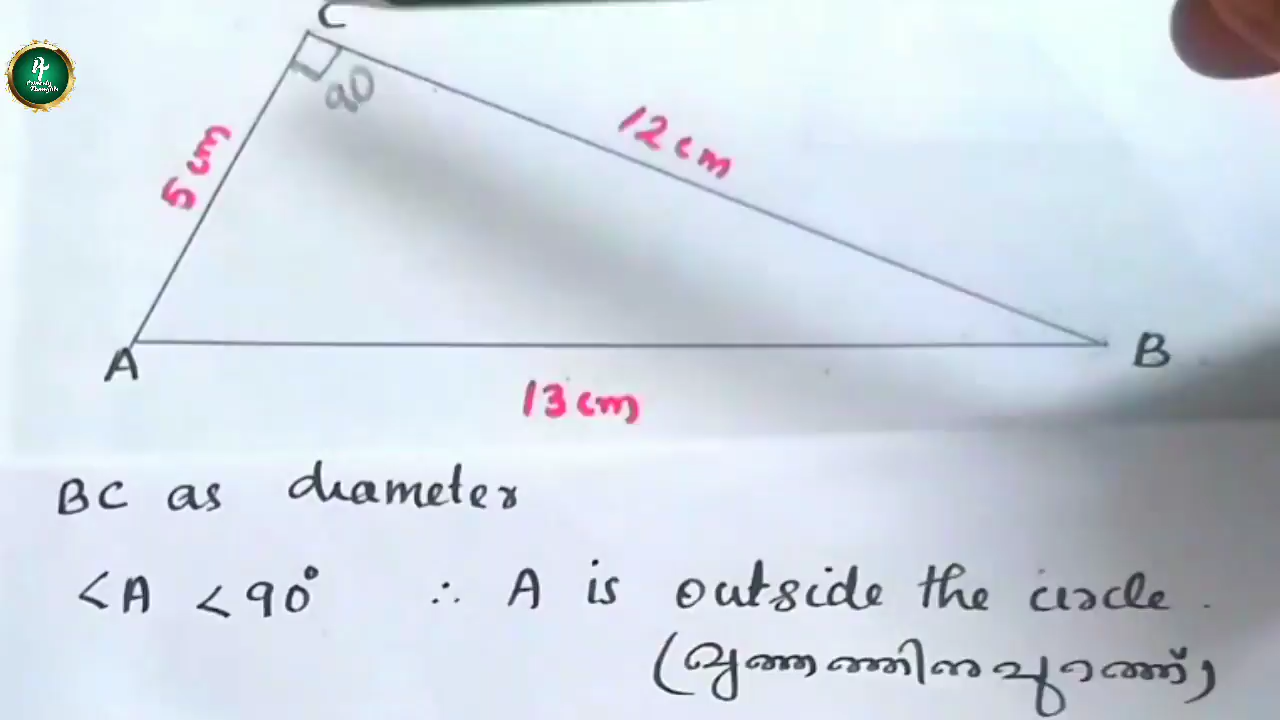 C
90
12cm
5cm
A
B
13cm
BC as diameter
<A <90° ∴ A is outside the circle.
(വൃത്തത്തിനു പുറത്ത്)